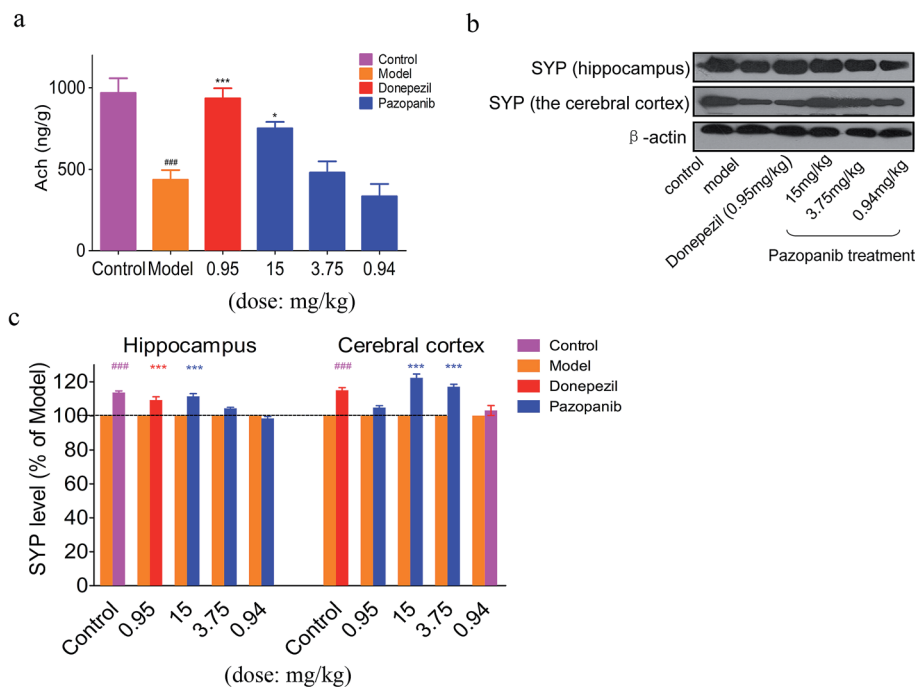 a
Ach (ng/g)
1000
500
0
###
***
*
Control
Model
Donepezil
Pazopanib
Control Model 0.95 15 3.75 0.94
(dose: mg/kg)
b
SYP (hippocampus)
SYP (the cerebral cortex)
β-actin
control
model
Donepezil (0.95mg/kg)
15mg/kg
3.75mg/kg
0.94mg/kg
Pazopanib treatment
c
Hippocampus
Cerebral cortex
SYP level (% of Model)
120
100
80
60
40
20
0
### *** ***
### *** ***
Control
Model
Donepezil
Pazopanib
Control 0.95 15 3.75 0.94
Control 0.95 15 3.75 0.94
(dose: mg/kg)